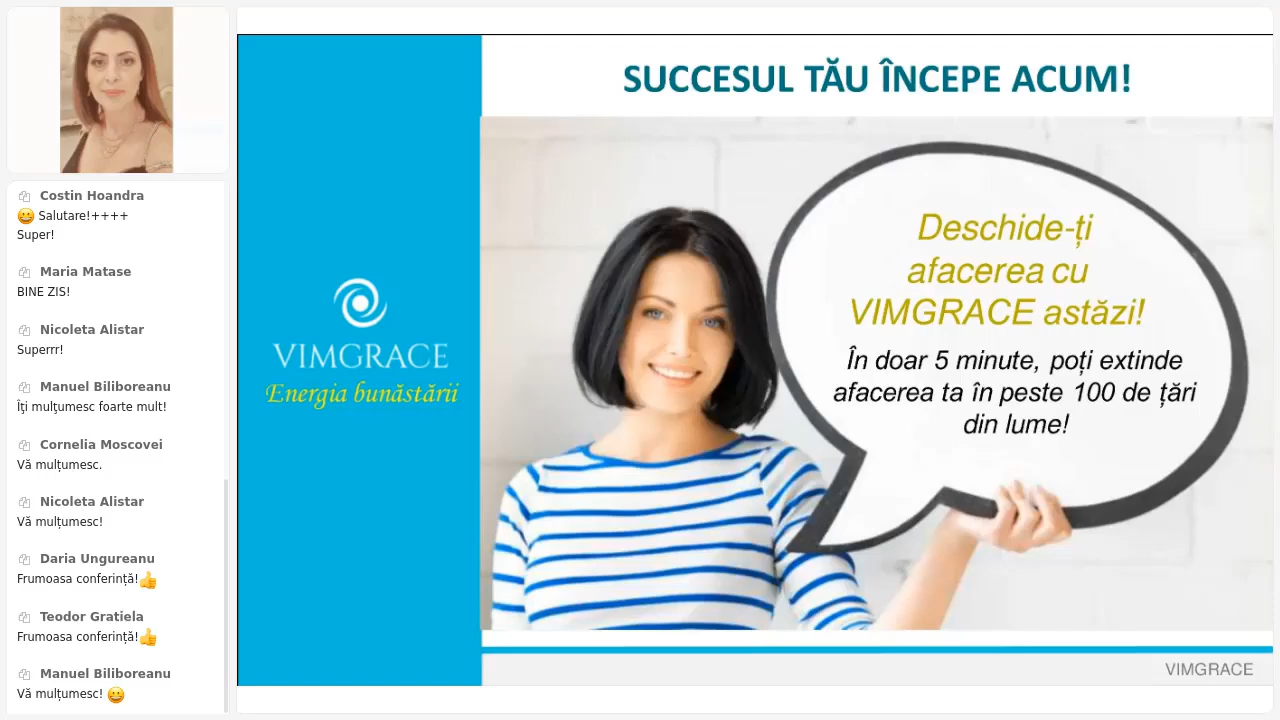 Costin Hoandra
😀 Salutare!++++
Super!
Maria Matase
BINE ZIS!
Nicoleta Alistar
Superrr!
Manuel Biliboreanu
Îţi mulţumesc foarte mult!
Cornelia Moscovei
Vă mulțumesc.
Nicoleta Alistar
Vă mulțumesc!
Daria Ungureanu
Frumoasa conferință!👍
Teodor Gratiela
Frumoasa conferință!👍
Manuel Biliboreanu
Vă mulţumesc! 😀
VIMGRACE
Energia bunăstării
SUCCESUL TĂU ÎNCEPE ACUM!
Deschide-ți
afacerea cu
VIMGRACE astăzi!
În doar 5 minute, poți extinde
afacerea ta în peste 100 de țări
din lume!
VIMGRACE